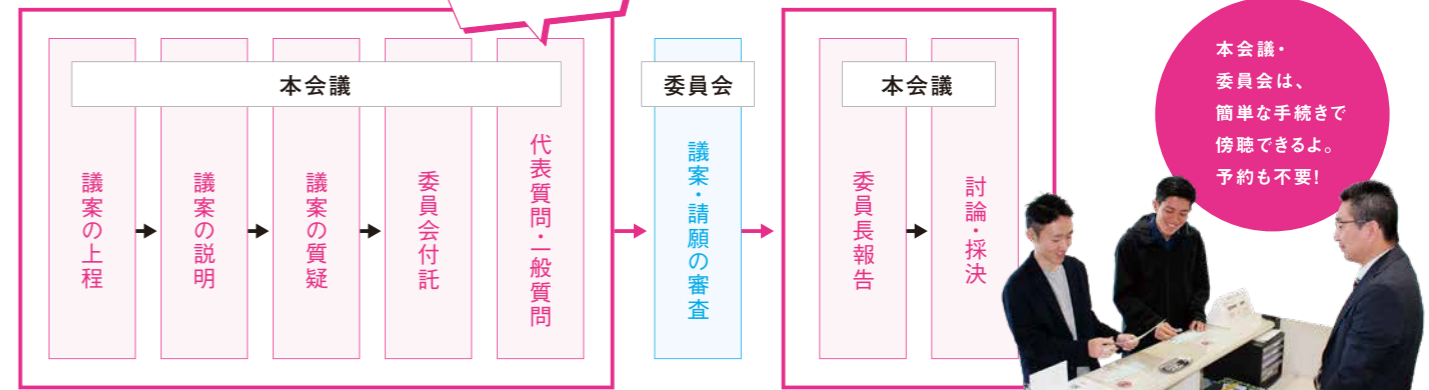 本会議
議案の上程
議案の説明
議案の質疑
委員会付託
代表質問・一般質問
委員会
議案・請願の審査
本会議
委員長報告
討論・採決
本会議・
委員会は、
簡単な手続きで
傍聴できるよ。
予約も不要！